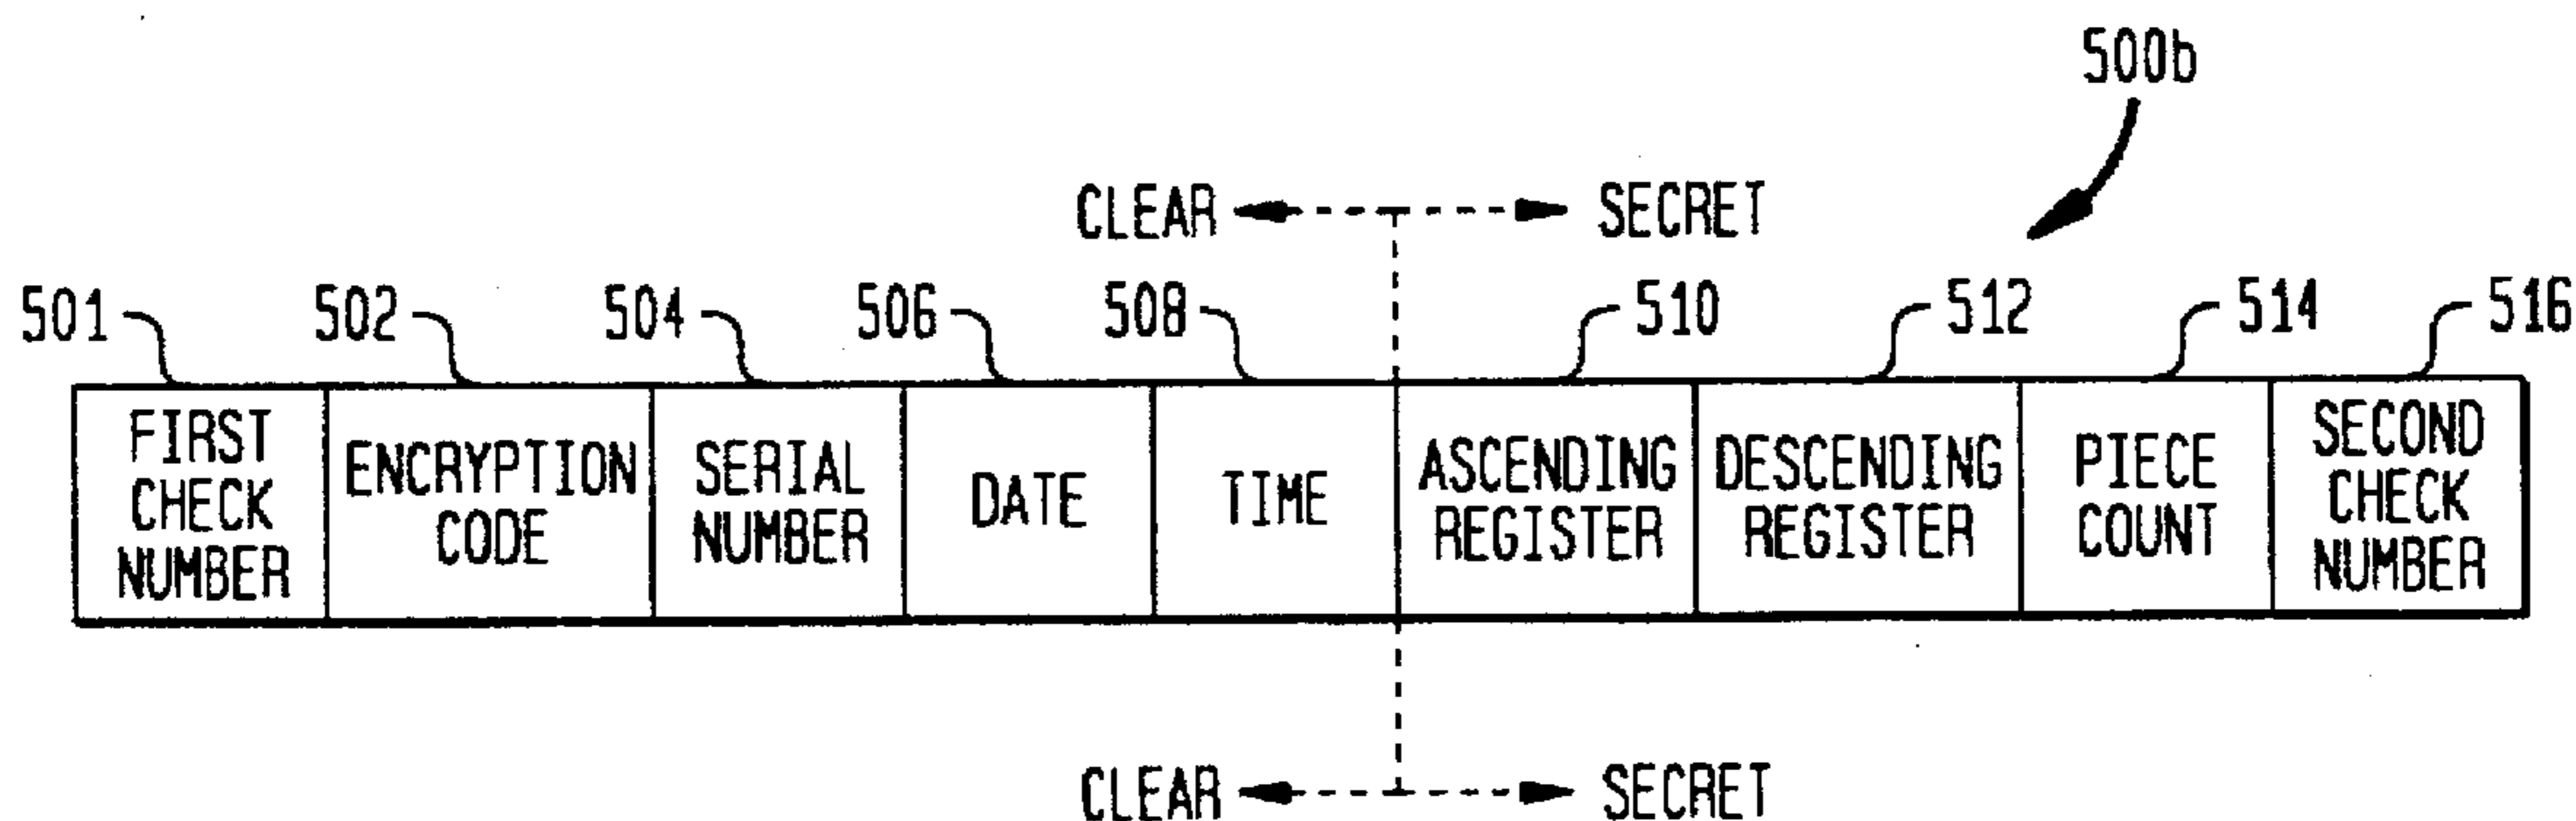 500b
CLEAR SECRET
501 502 504 506 508 510 512 514 516
FIRST CHECK NUMBER
ENCRYPTION CODE
SERIAL NUMBER
DATE
TIME
ASCENDING REGISTER
DESCENDING REGISTER
PIECE COUNT
SECOND CHECK NUMBER
CLEAR SECRET